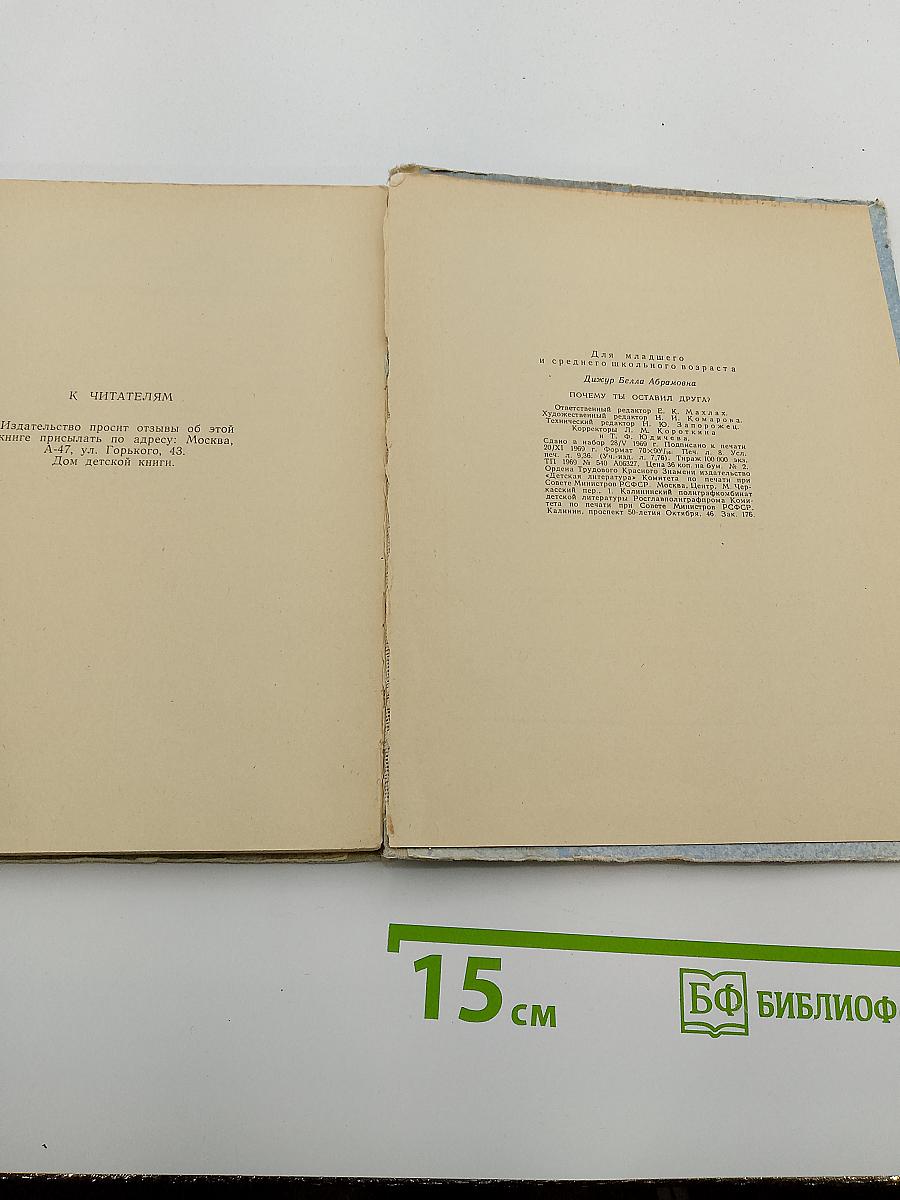 К ЧИТАТЕЛЯМ
Издательство просит отзывы об этой
книге присылать по адресу: Москва,
А-47, ул. Горького, 43.
Дом детской книги.
Для младшего
и среднего школьного возраста
Дижур Белла Абрамовна
ПОЧЕМУ ТЫ ОСТАВИЛ ДРУГА?
Ответственный редактор Е. К. Махлах.
Художественный редактор Н. И. Комарова.
Технический редактор Н. Ю. Запорожец.
Корректоры Л. М. Короткина
и Т. Ф. Юдичева.
Сдано в набор 28/V 1969 г. Подписано к печати
20/XI 1969 г. Формат 70×90¹/₁₆. Печ. л. 8. Усл.
печ. л. 9,36. (Уч.-изд. л. 7,76). Тираж 100 000 экз.
ТП 1969 № 540 А06327. Цена 36 коп. на бум. № 2.
Ордена Трудового Красного Знамени издательство
«Детская литература» Комитета по печати при
Совете Министров РСФСР. Москва, Центр, М. Чер-
касский пер., 1. Калининский полиграфкомбинат
детской литературы Росглавполиграфпрома Коми-
тета по печати при Совете Министров РСФСР.
Калинин, проспект 50-летия Октября, 46. Зак. 176.
15 см
БФ БИБЛИОФ